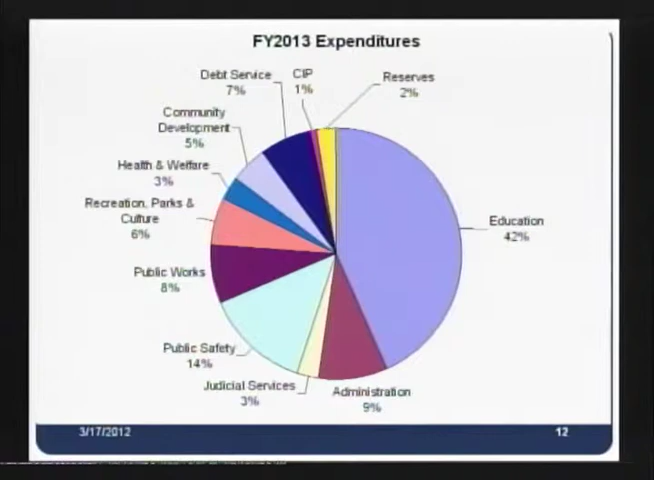 FY2013 Expenditures
Debt Service
7%
CIP
1%
Reserves
2%
Community
Development
5%
Health & Welfare
3%
Recreation, Parks &
Culture
6%
Education
42%
Public Works
8%
Public Safety
14%
Judicial Services
3%
Administration
9%
3/17/2012
12